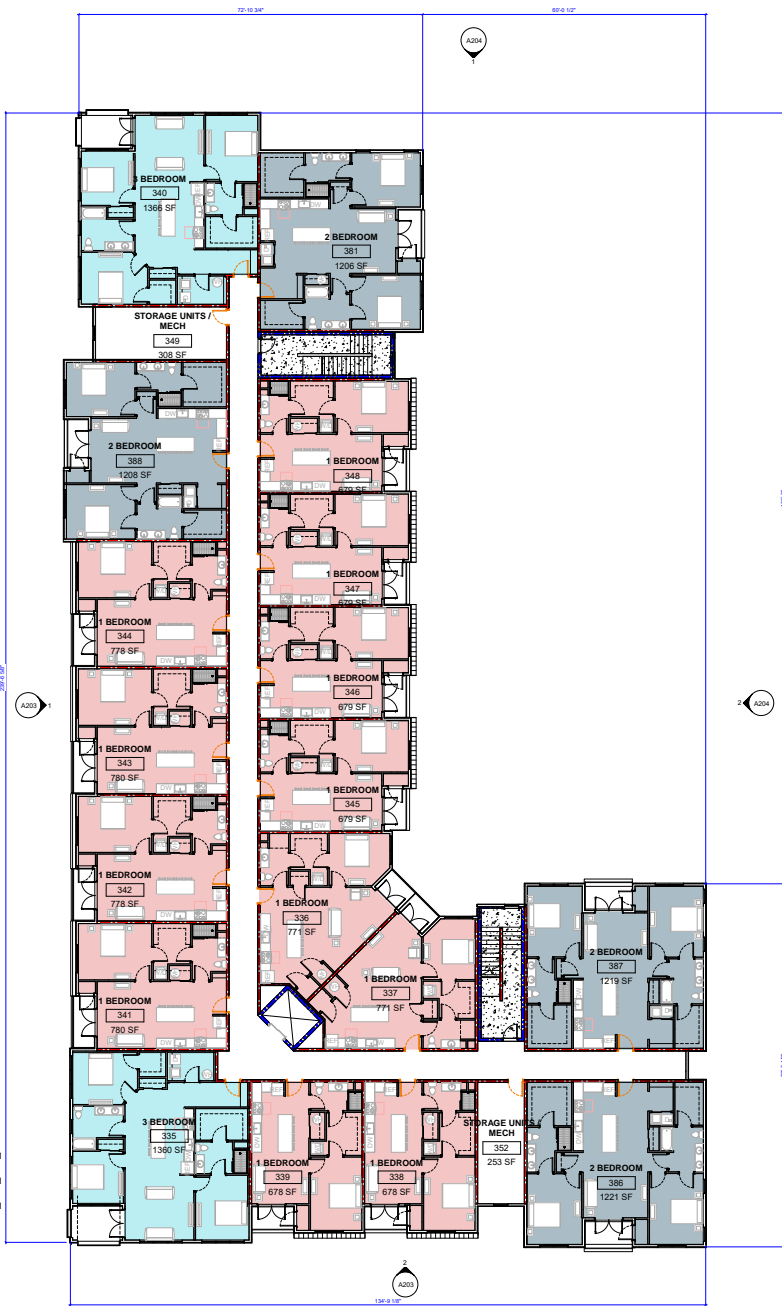 72'-10 3/4"
60'-0 1/2"
A204
1
3 BEDROOM
340
1366 SF
2 BEDROOM
381
1206 SF
STORAGE UNITS /
MECH
349
308 SF
2 BEDROOM
388
1208 SF
1 BEDROOM
348
679 SF
1 BEDROOM
347
679 SF
1 BEDROOM
344
778 SF
1 BEDROOM
346
679 SF
A203
1
2
A204
1 BEDROOM
343
780 SF
1 BEDROOM
345
679 SF
1 BEDROOM
342
778 SF
1 BEDROOM
336
771 SF
2 BEDROOM
387
1219 SF
1 BEDROOM
337
771 SF
1 BEDROOM
341
780 SF
3 BEDROOM
335
1360 SF
STORAGE UNITS /
MECH
352
253 SF
1 BEDROOM
339
678 SF
1 BEDROOM
338
678 SF
2 BEDROOM
386
1221 SF
2
A203
134'-9 1/8"